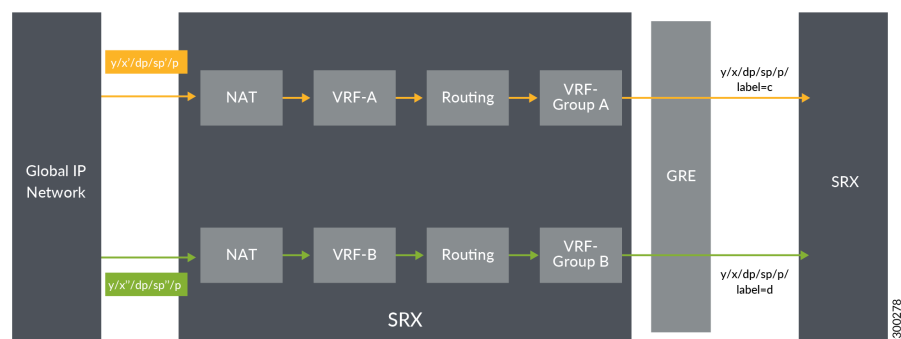 y/x'/dp/sp'/p
NAT
VRF-A
Routing
VRF-
Group A
y/x/dp/sp/p/
label=c
Global IP
Network
GRE
SRX
NAT
VRF-B
Routing
VRF-
Group B
y/x"/dp/sp"/p
y/x/dp/sp/p/
label=d
SRX
300278